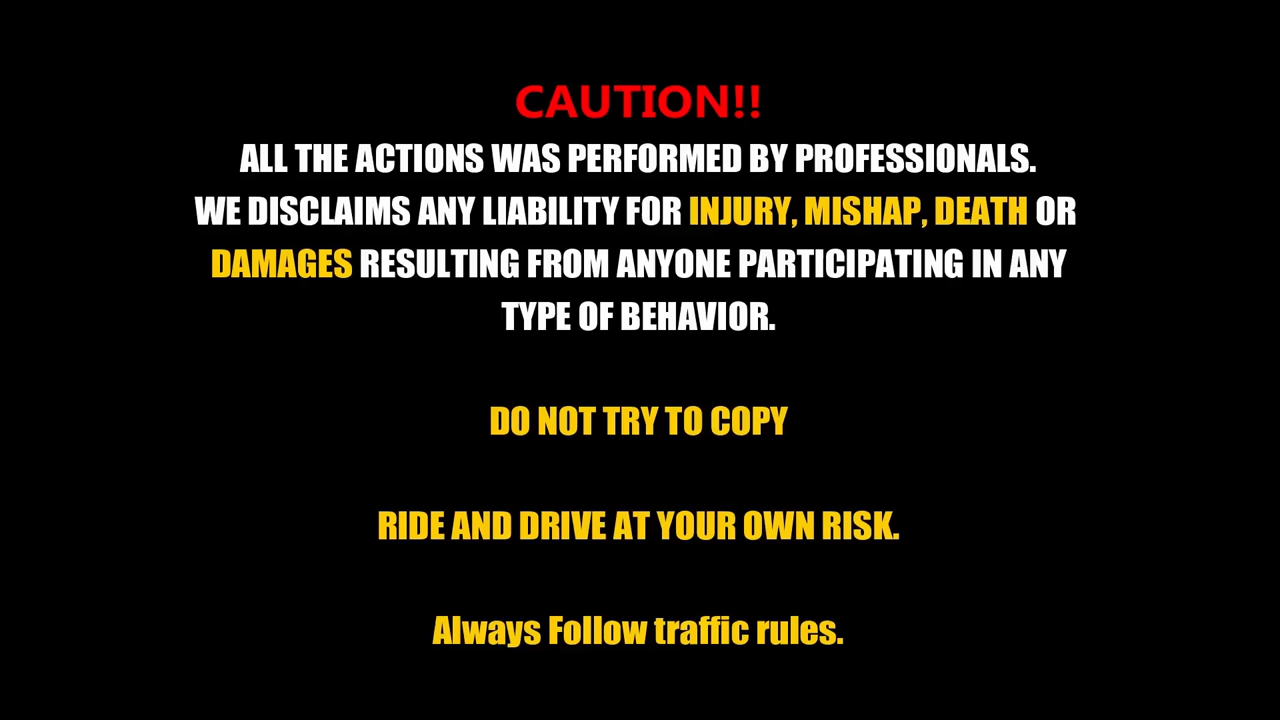 CAUTION!!
ALL THE ACTIONS WAS PERFORMED BY PROFESSIONALS.
WE DISCLAIMS ANY LIABILITY FOR INJURY, MISHAP, DEATH OR
DAMAGES RESULTING FROM ANYONE PARTICIPATING IN ANY
TYPE OF BEHAVIOR.
DO NOT TRY TO COPY
RIDE AND DRIVE AT YOUR OWN RISK.
Always Follow traffic rules.